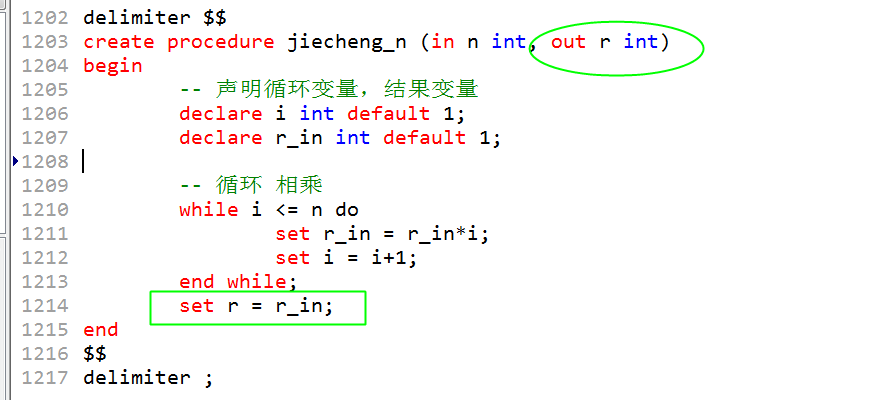 1202 delimiter $$
1203 create procedure jiecheng_n (in n int, out r int)
1204 begin
1205 -- 声明循环变量，结果变量
1206 declare i int default 1;
1207 declare r_in int default 1;
1208
1209 -- 循环 相乘
1210 while i <= n do
1211 set r_in = r_in*i;
1212 set i = i+1;
1213 end while;
1214 set r = r_in;
1215 end
1216 $$
1217 delimiter ;